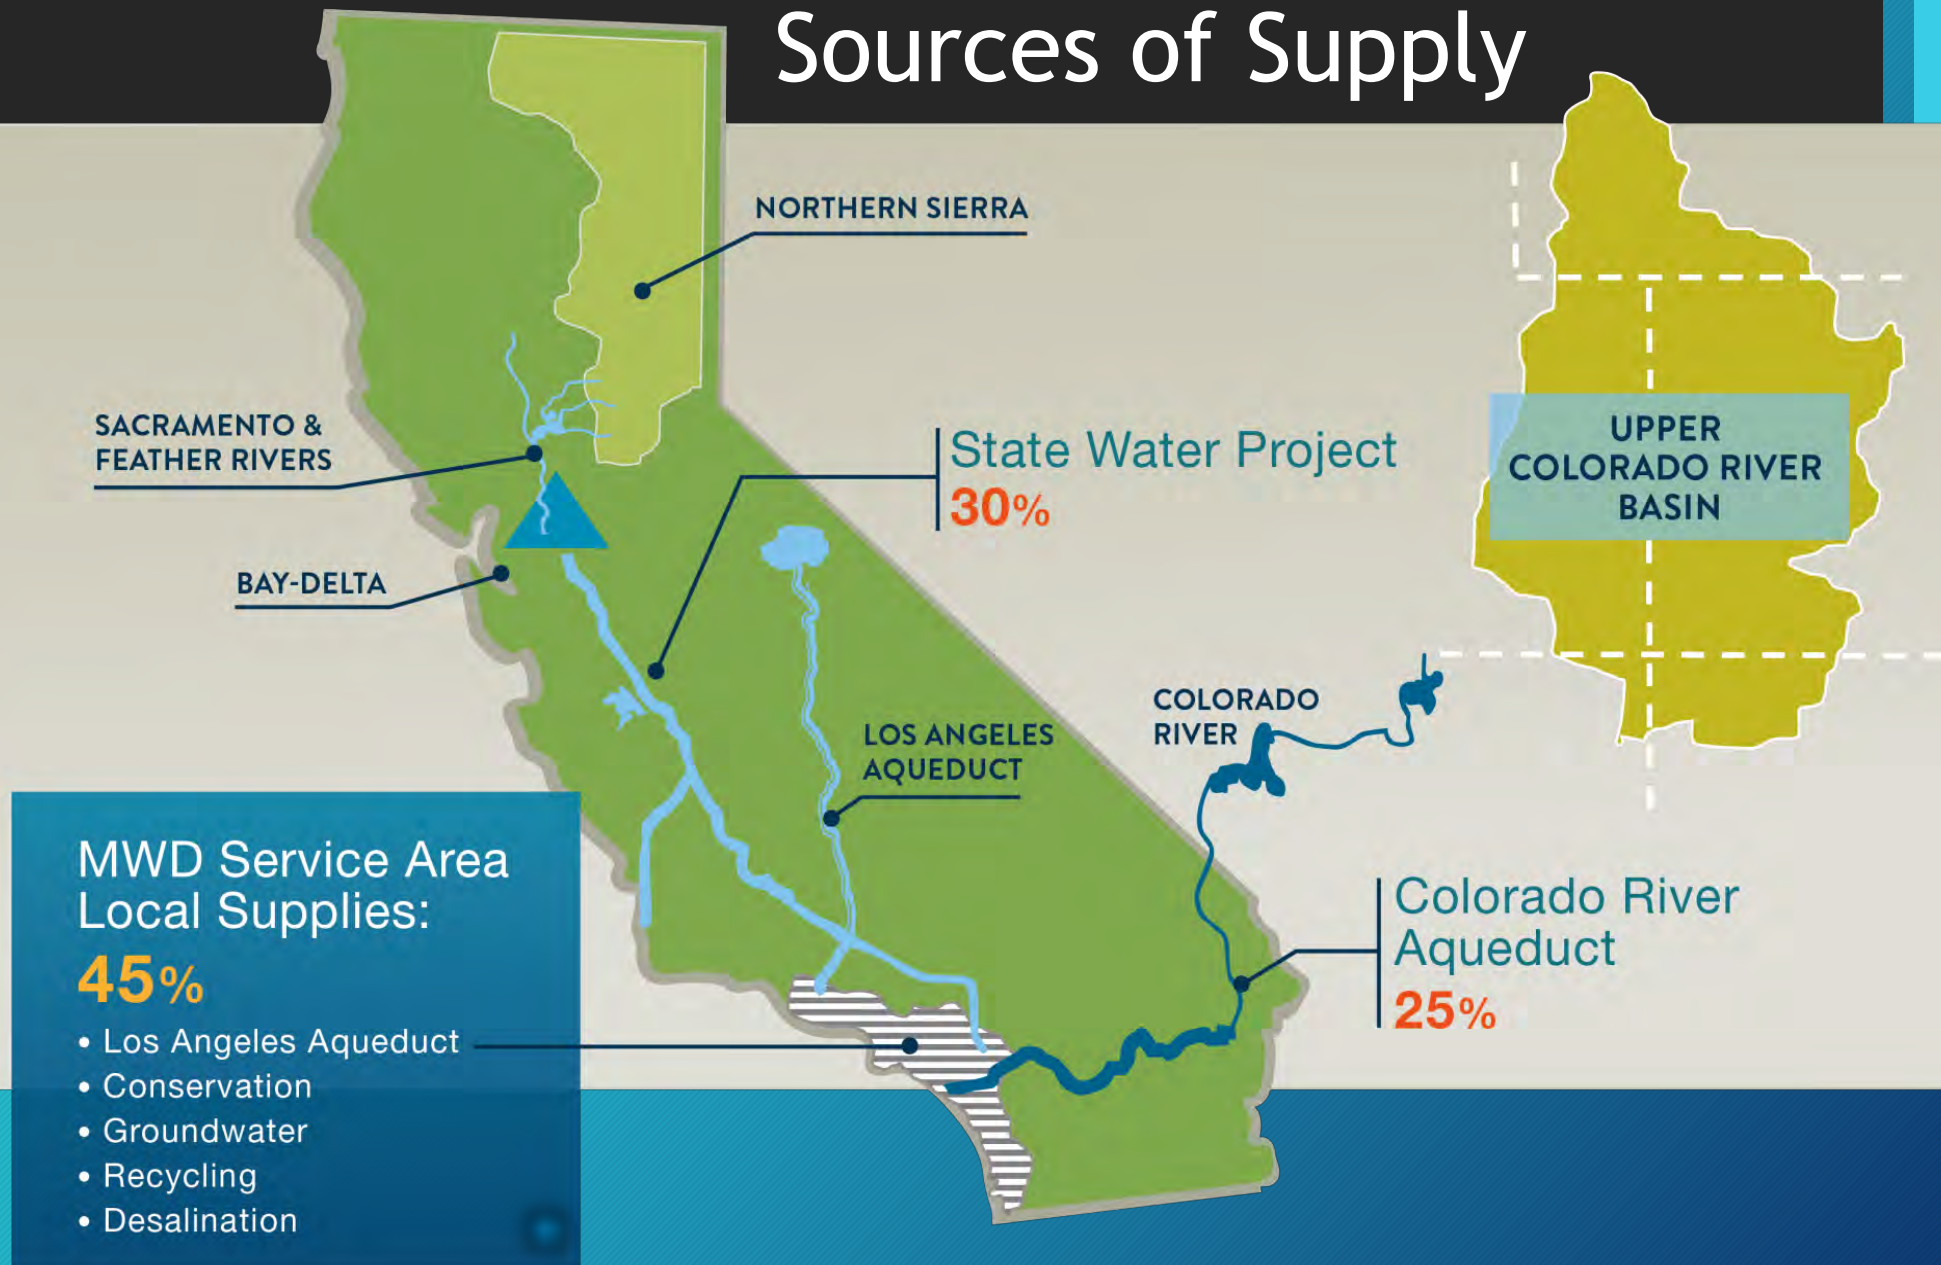 Sources of Supply
NORTHERN SIERRA
SACRAMENTO &
FEATHER RIVERS
State Water Project
30%
UPPER
COLORADO RIVER
BASIN
BAY-DELTA
COLORADO
RIVER
LOS ANGELES
AQUEDUCT
MWD Service Area
Local Supplies:
45%
• Los Angeles Aqueduct
• Conservation
• Groundwater
• Recycling
• Desalination
Colorado River
Aqueduct
25%